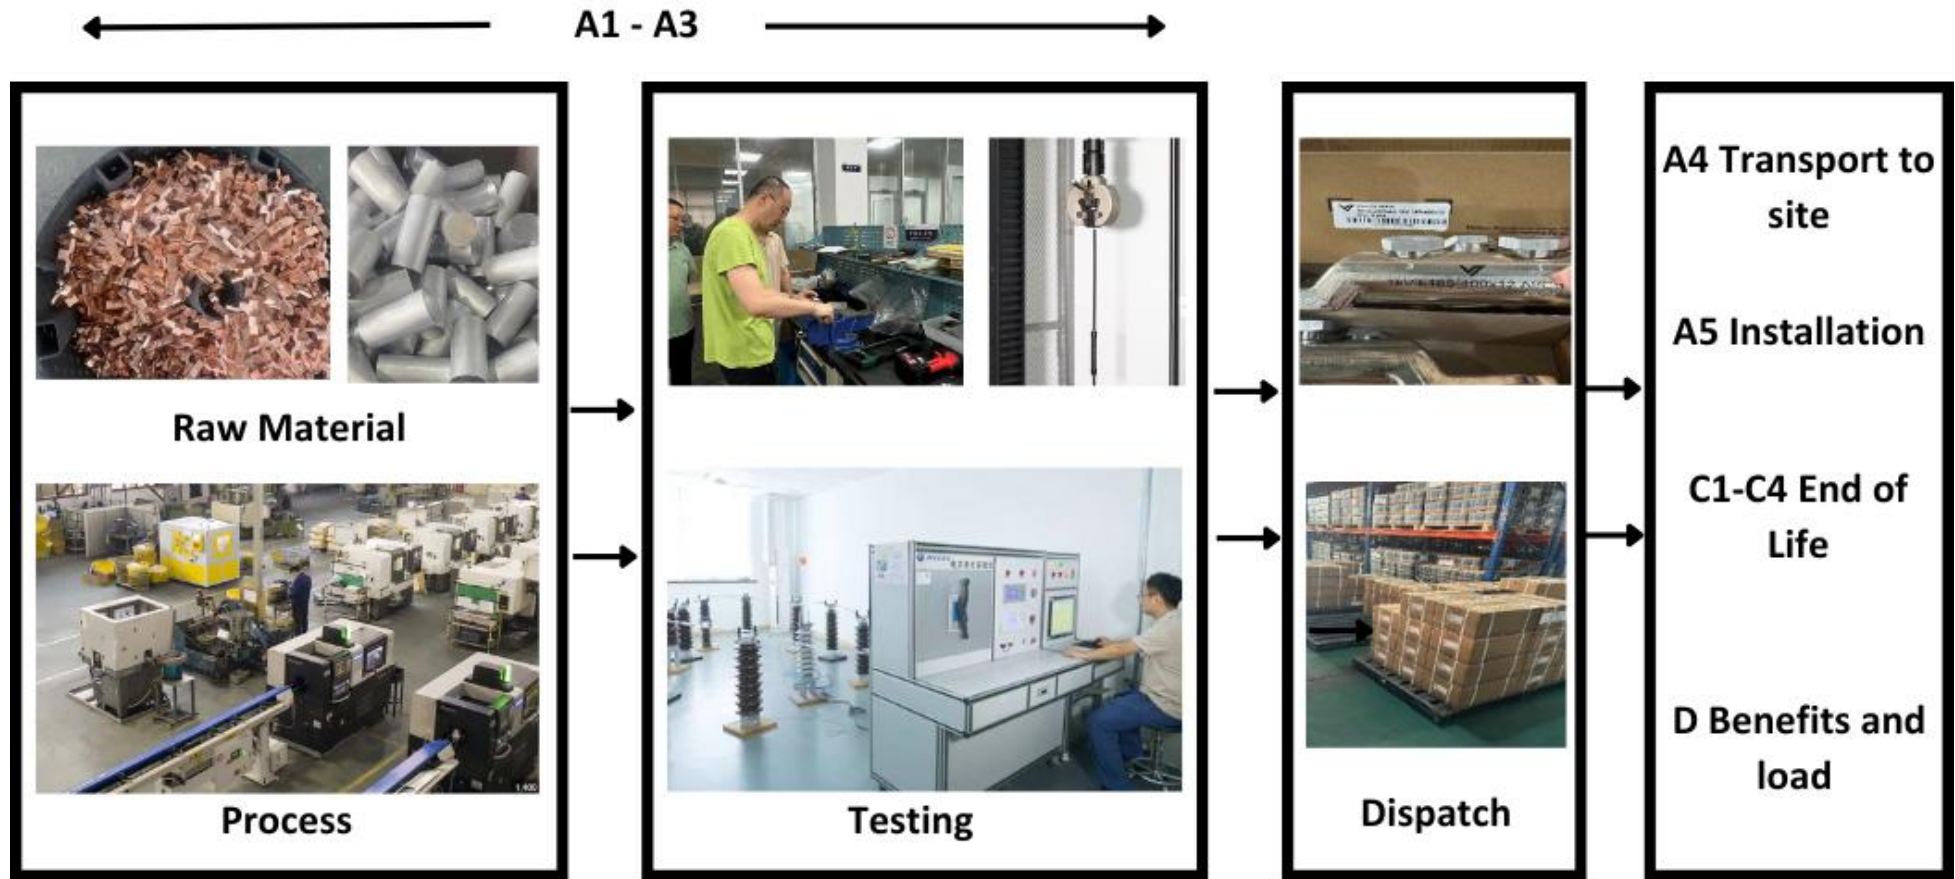 A1 - A3
Raw Material
Process
Testing
Dispatch
A4 Transport to
site
A5 Installation
C1-C4 End of
Life
D Benefits and
load